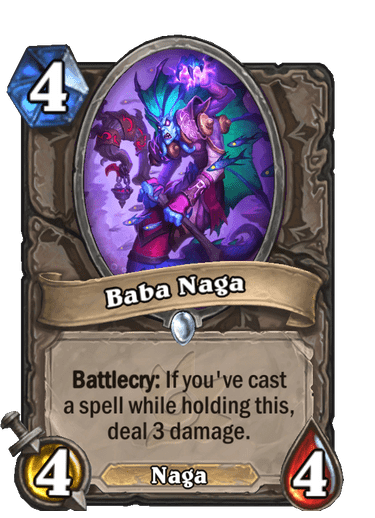 4
Baba Naga
Battlecry: If you've cast
a spell while holding this,
deal 3 damage.
4
Naga
4